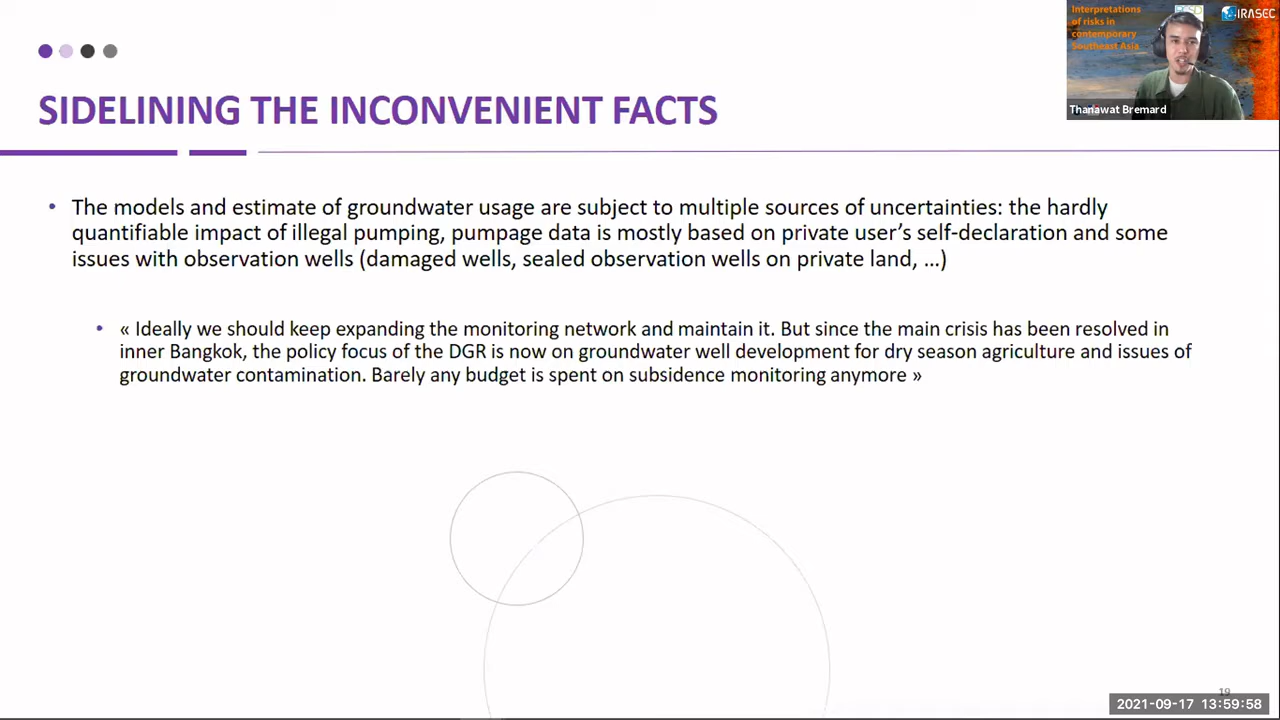 Interpretations
of risks in
contemporary
Southeast Asia
IRASEC
Thanawat Bremard
SIDELINING THE INCONVENIENT FACTS
• The models and estimate of groundwater usage are subject to multiple sources of uncertainties: the hardly
quantifiable impact of illegal pumping, pumpage data is mostly based on private user’s self-declaration and some
issues with observation wells (damaged wells, sealed observation wells on private land, …)
• « Ideally we should keep expanding the monitoring network and maintain it. But since the main crisis has been resolved in
inner Bangkok, the policy focus of the DGR is now on groundwater well development for dry season agriculture and issues of
groundwater contamination. Barely any budget is spent on subsidence monitoring anymore »
19
2021-09-17 13:59:58